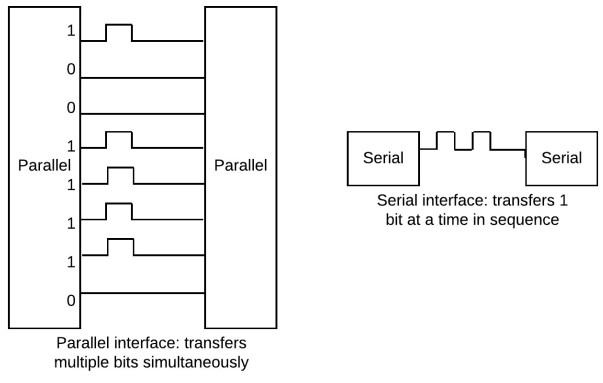 1
0
0
1
Parallel
Parallel
1
1
1
0
Parallel interface: transfers
multiple bits simultaneously
Serial
Serial
Serial interface: transfers 1
bit at a time in sequence